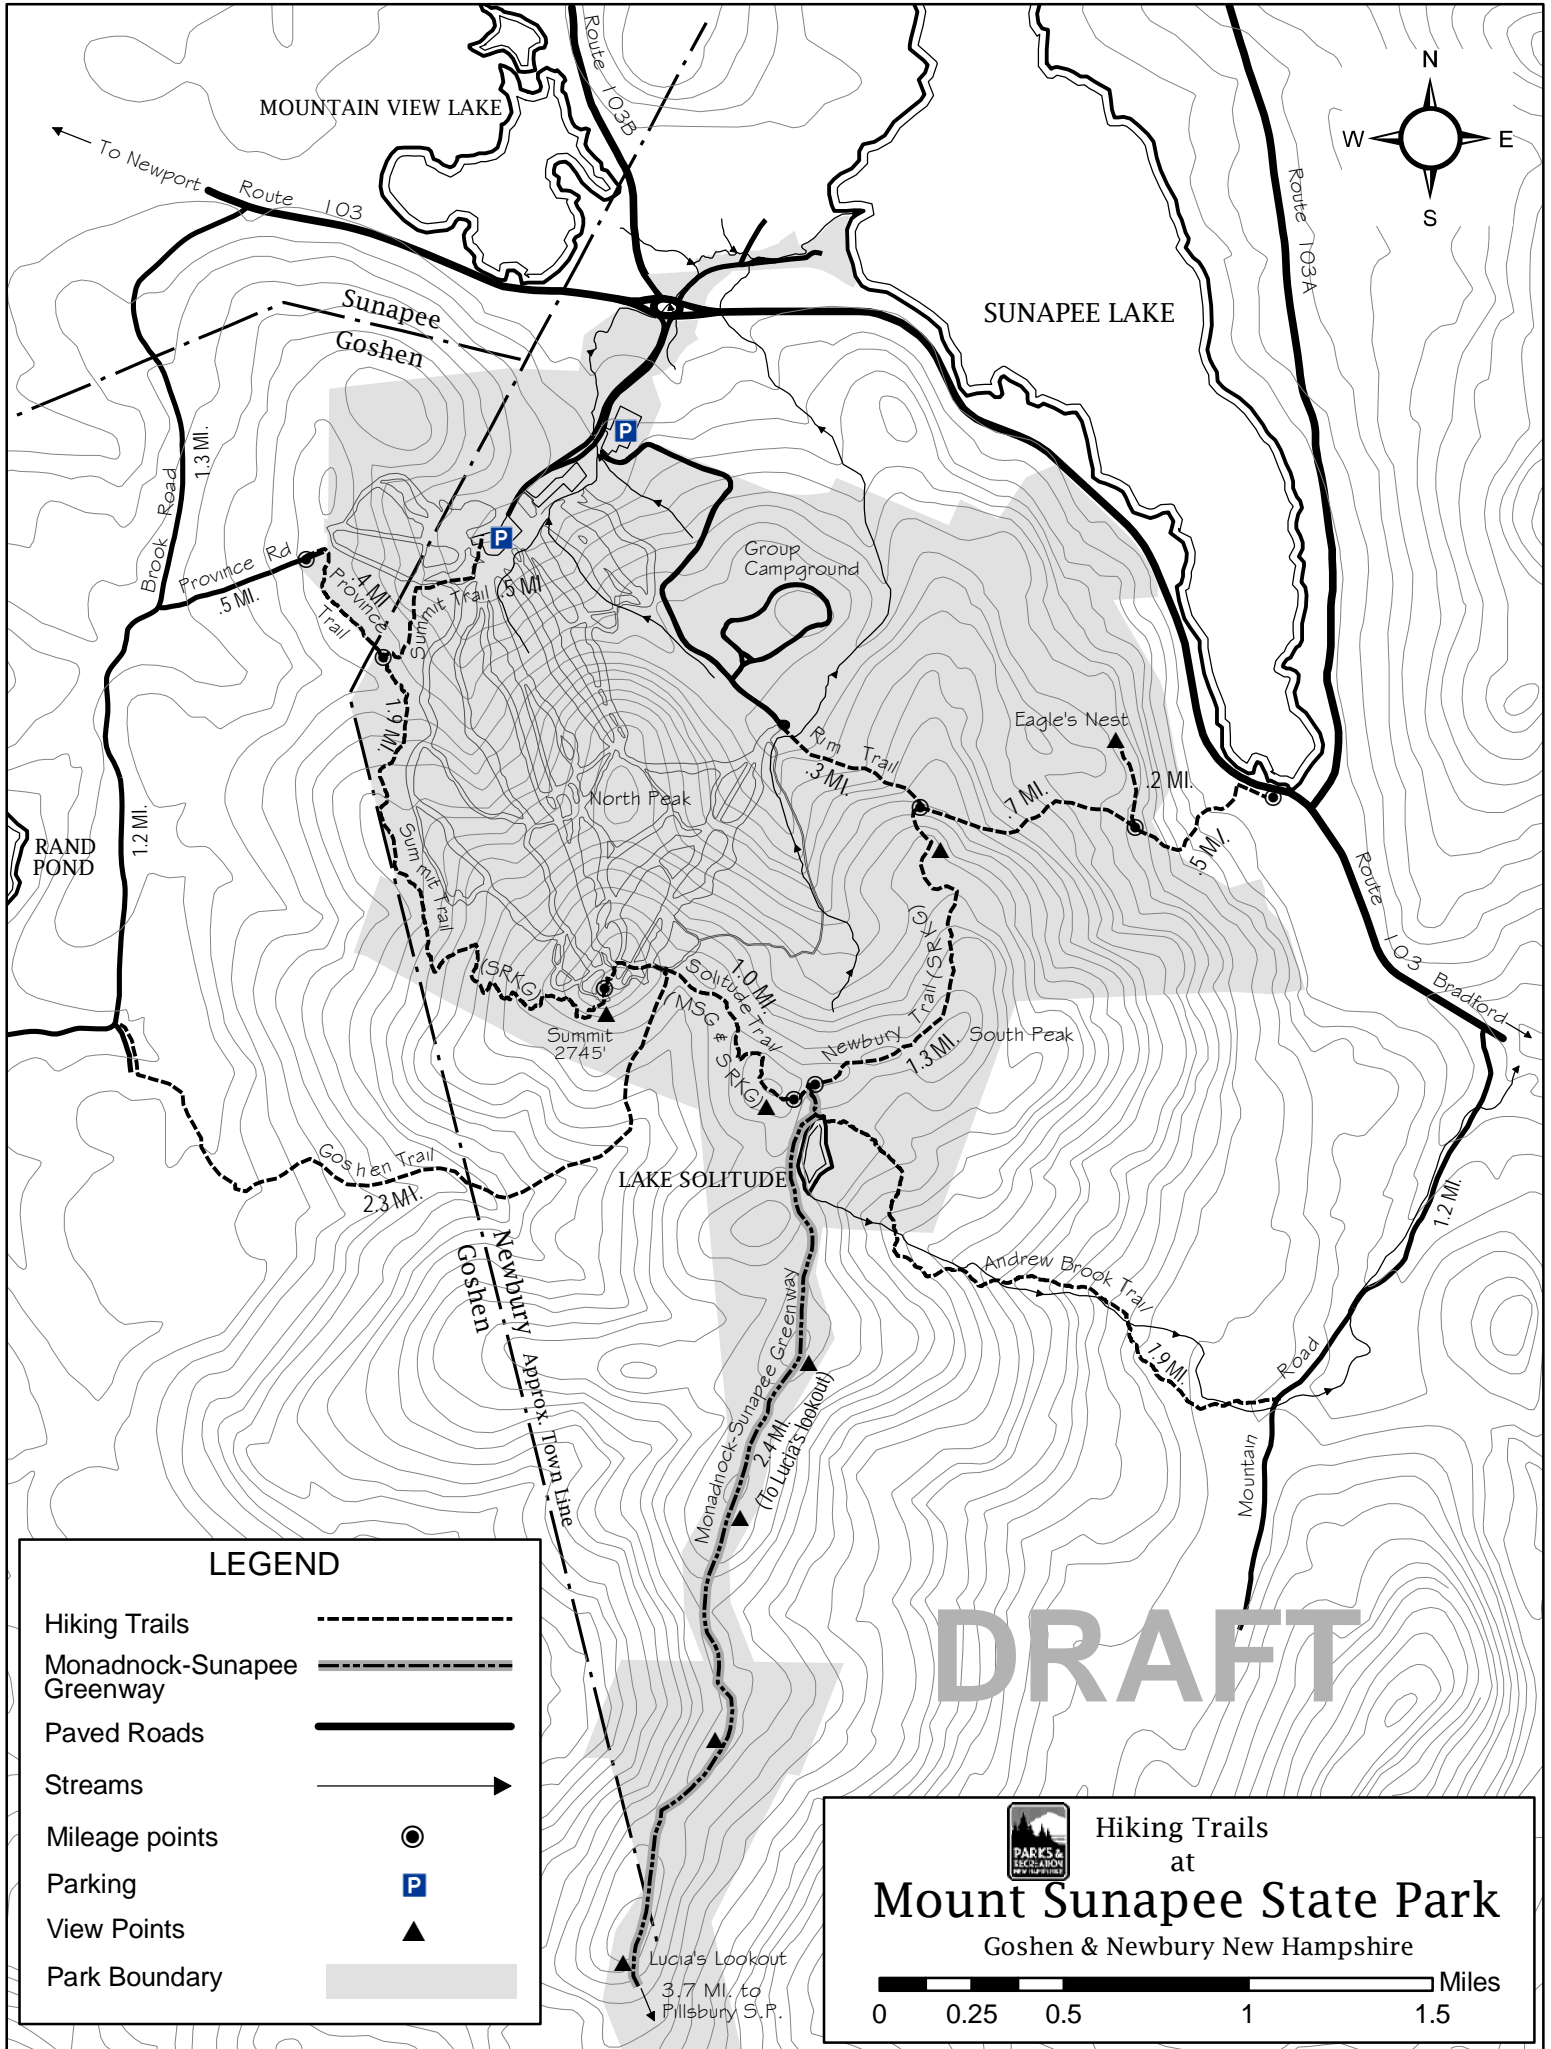 N
W E
S
MOUNTAIN VIEW LAKE
To Newport
Route 103
Route 103B
Route 103A
Sunapee
Goshen
SUNAPEE LAKE
1.3 MI.
Brook Road
Province Rd
.5 MI.
.4 MI
Province
Trail
Summit Trail .5 MI
P
P
Group
Campground
1.9 MI.
Rim Trail
.3 MI.
Eagle's Nest
.2 MI.
.7 MI.
.5 MI.
North Peak
RAND
POND
1.2 MI.
Summit Trail
(SRKG)
Summit
2745'
1.0 MI.
Solitude Trail
(MSG & SRKG)
Newbury Trail (SRKG)
1.3 MI.
South Peak
Route 103
Bradford
Goshen Trail
2.3 MI.
LAKE SOLITUDE
Newbury
Goshen
Approx. Town Line
Andrew Brook Trail
1.9 MI.
1.2 MI.
Mountain Road
Monadnock-Sunapee Greenway
2.4 MI.
(To Lucia's lookout)
Lucia's Lookout
3.7 MI. to
Pillsbury S.P.
DRAFT
LEGEND
Hiking Trails
Monadnock-Sunapee
Greenway
Paved Roads
Streams
Mileage points
Parking P
View Points
Park Boundary
PARKS &
RECREATION
NEW HAMPSHIRE
Hiking Trails
at
Mount Sunapee State Park
Goshen & Newbury New Hampshire
Miles
0 0.25 0.5 1 1.5